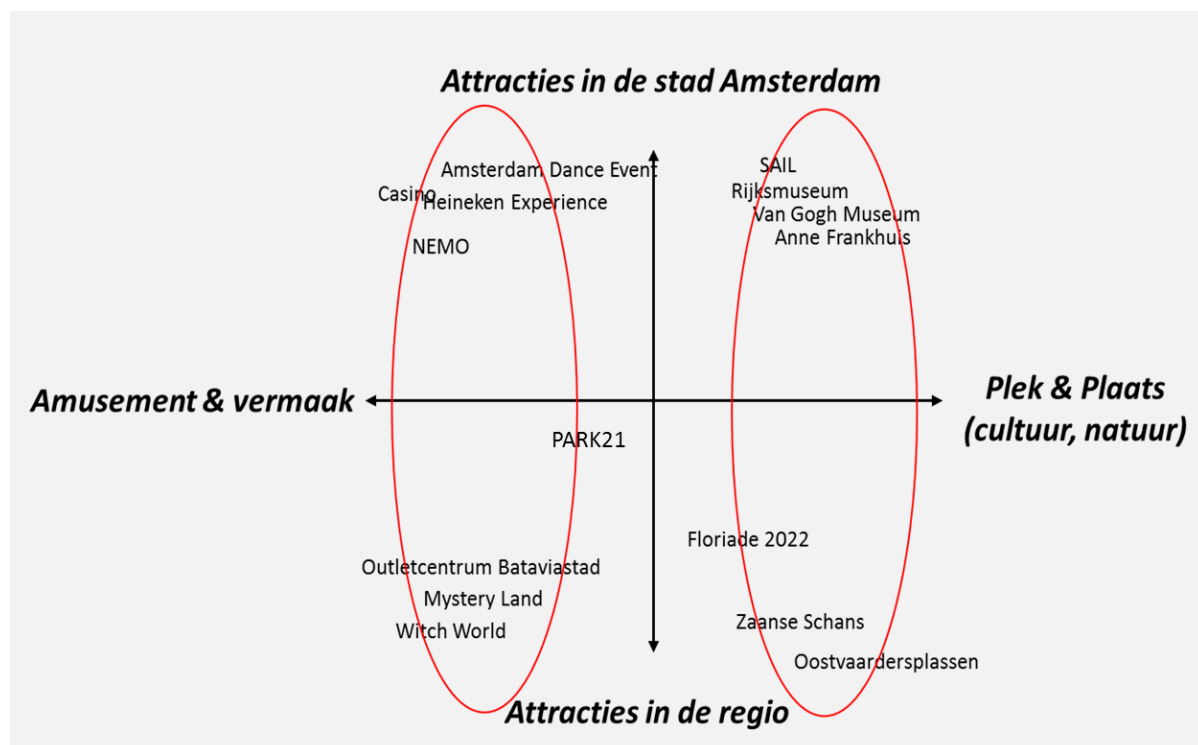 Attracties in de stad Amsterdam
Amsterdam Dance Event
SAIL
Casino
Rijksmuseum
Heineken Experience
Van Gogh Museum
Anne Frankhuis
NEMO
Amusement & vermaak
Plek & Plaats
(cultuur, natuur)
PARK21
Floriade 2022
Outletcentrum Bataviastad
Mystery Land
Witch World
Zaanse Schans
Oostvaardersplassen
Attracties in de regio